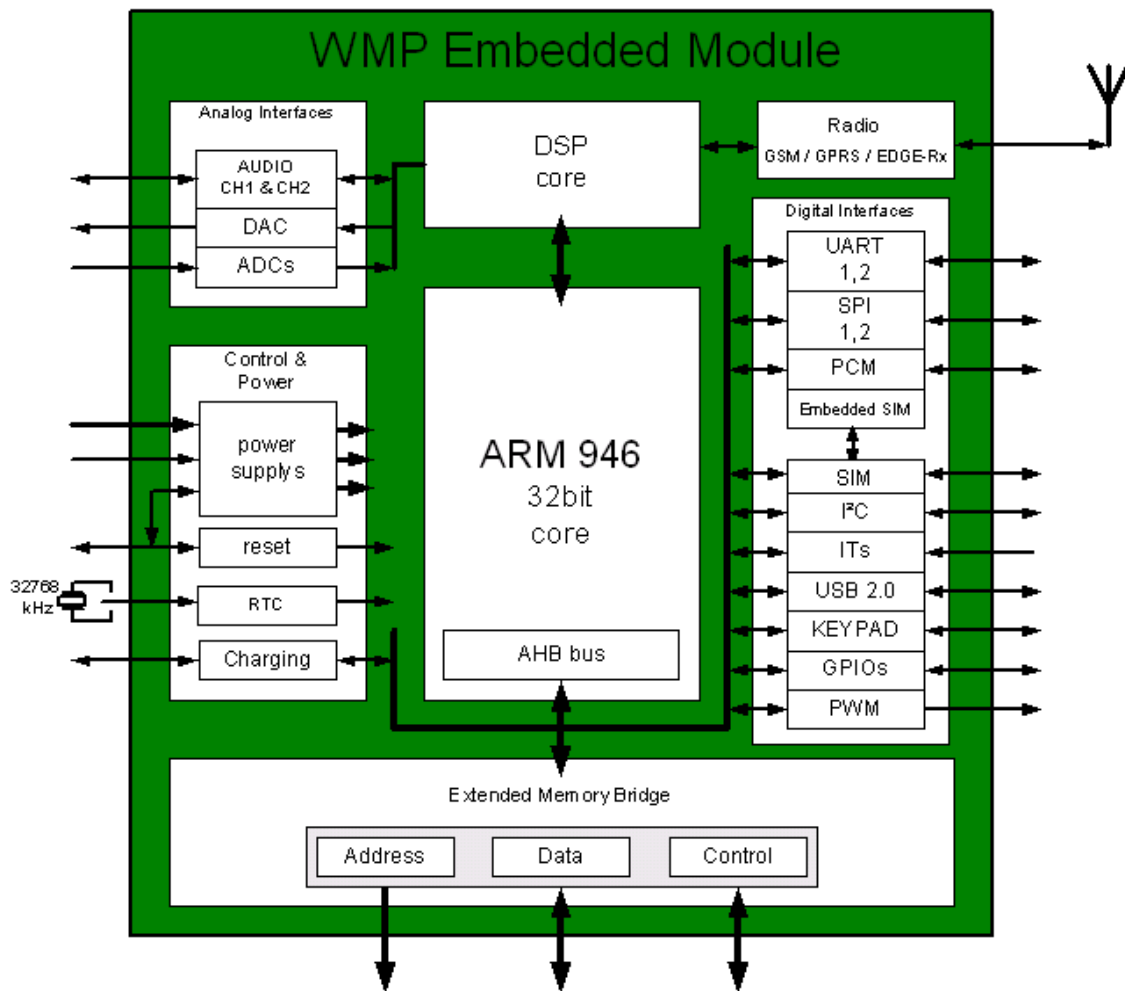 WMP Embedded Module
Analog Interfaces
AUDIO
CH1 & CH2
DAC
ADCs
DSP
core
Radio
GSM / GPRS / EDGE-Rx
Digital Interfaces
UART
1,2
SPI
1,2
PCM
Embedded SIM
SIM
I²C
ITs
USB 2.0
KEYPAD
GPIOs
PWM
Control &
Power
power
supplys
reset
32768
kHz
RTC
Charging
ARM 946
32bit
core
AHB bus
Extended Memory Bridge
Address
Data
Control